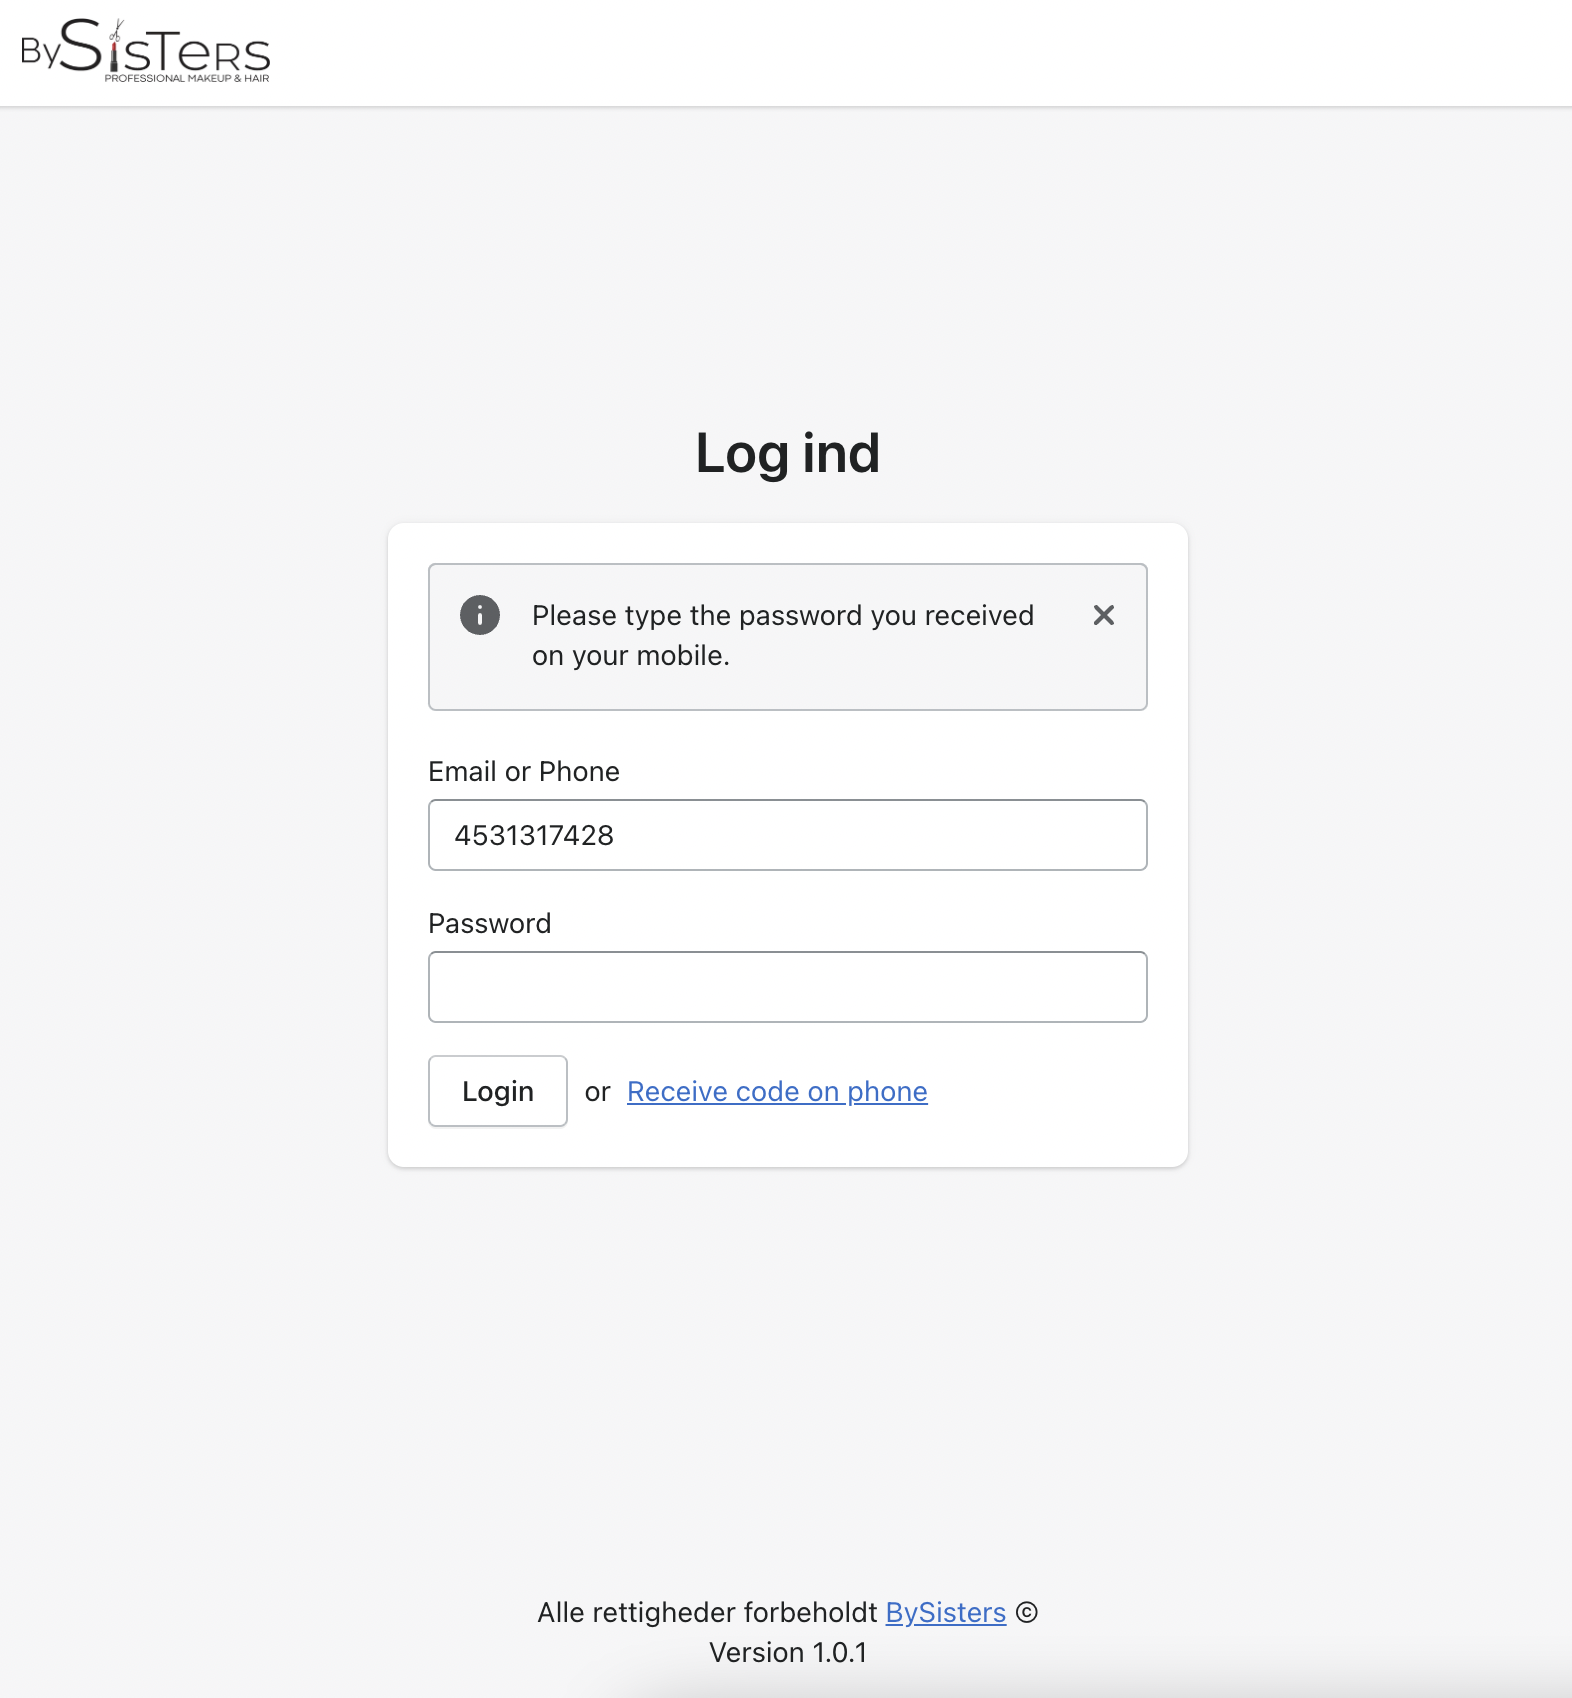 BySisTers
PROFESSIONAL MAKEUP & HAIR
Log ind
Please type the password you received
on your mobile.
Email or Phone
4531317428
Password
Login or Receive code on phone
Alle rettigheder forbeholdt BySisters ©
Version 1.0.1